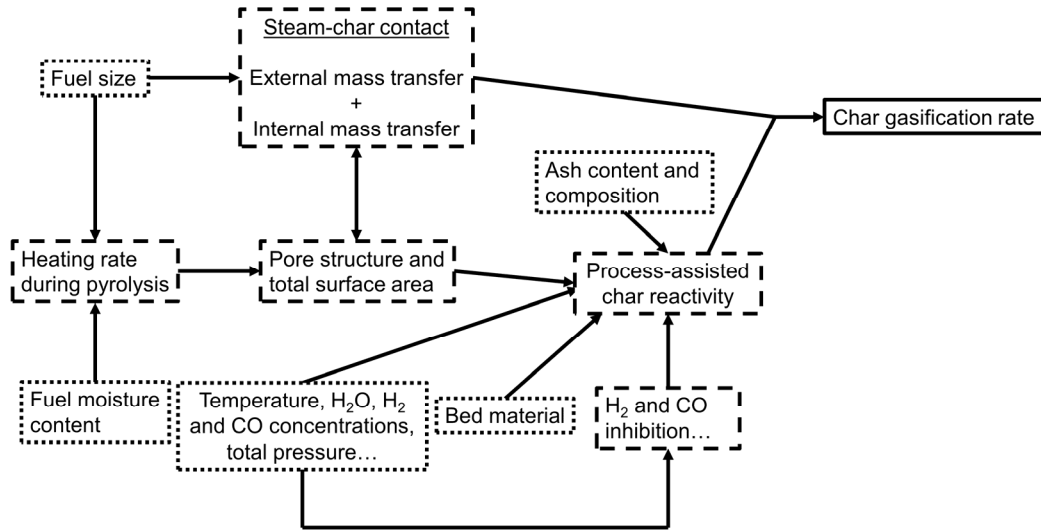 Steam-char contact
Fuel size
External mass transfer
+
Internal mass transfer
Char gasification rate
Ash content and
composition
Heating rate
during pyrolysis
Pore structure and
total surface area
Process-assisted
char reactivity
Fuel moisture
content
Temperature, H₂O, H₂
and CO concentrations,
total pressure…
Bed material
H₂ and CO
inhibition…